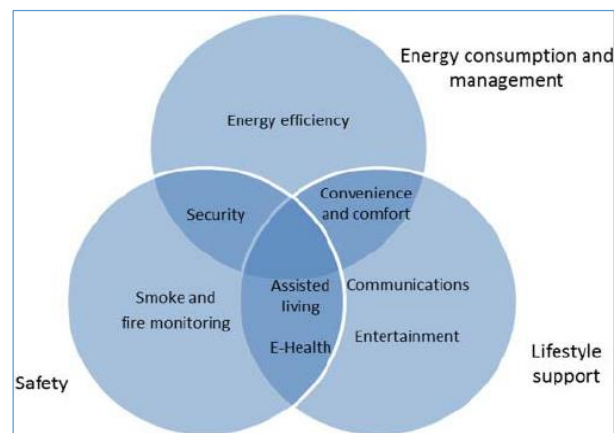 Energy consumption and
management
Energy efficiency
Security
Convenience
and comfort
Smoke and
fire monitoring
Assisted
living
E-Health
Communications
Entertainment
Safety
Lifestyle
support